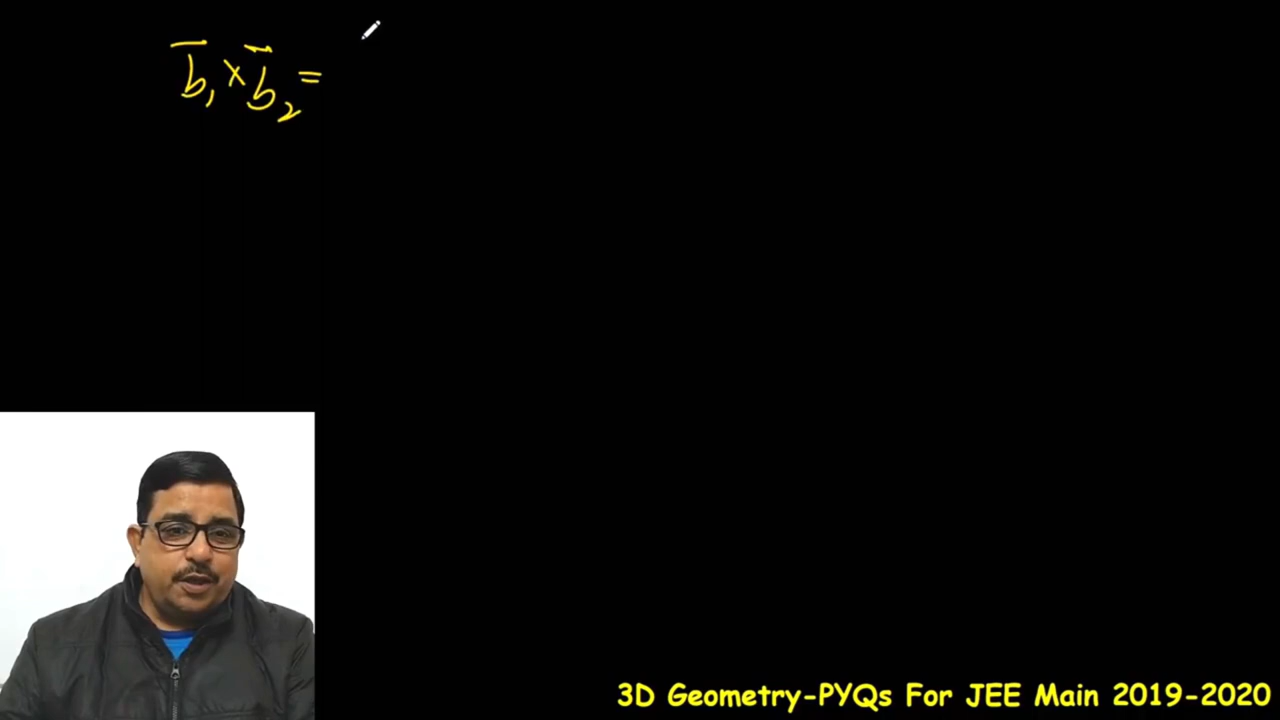 b̄₁ × b̄₂ =
3D Geometry-PYQs For JEE Main 2019-2020